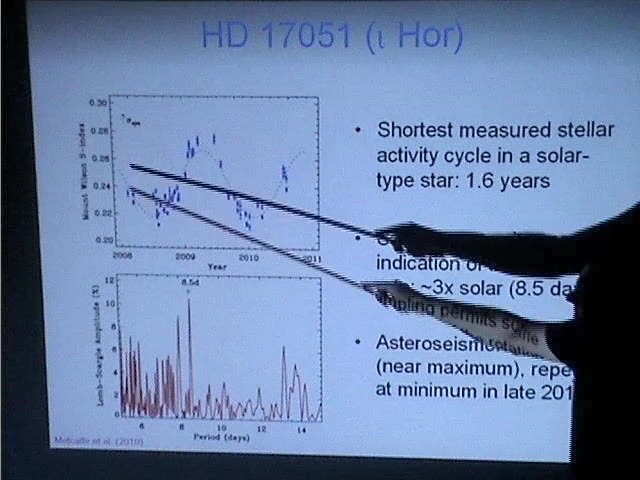 HD 17051 (ι Hor)
• Shortest measured stellar
activity cycle in a solar-
type star: 1.6 years
indication of
~3x solar (8.5 da
permits
• Asteroseism
(near maximum), repe
at minimum in late 201
0.30
0.28
0.26
0.24
0.22
0.20
Mount Wilson S-index
2008 2009 2010 2011
Year
12
10
8
6
4
2
0
Lomb-Scargle Amplitude (%)
8.5d
6 8 10 12 14
Period (days)
Metcalfe et al. (2010)